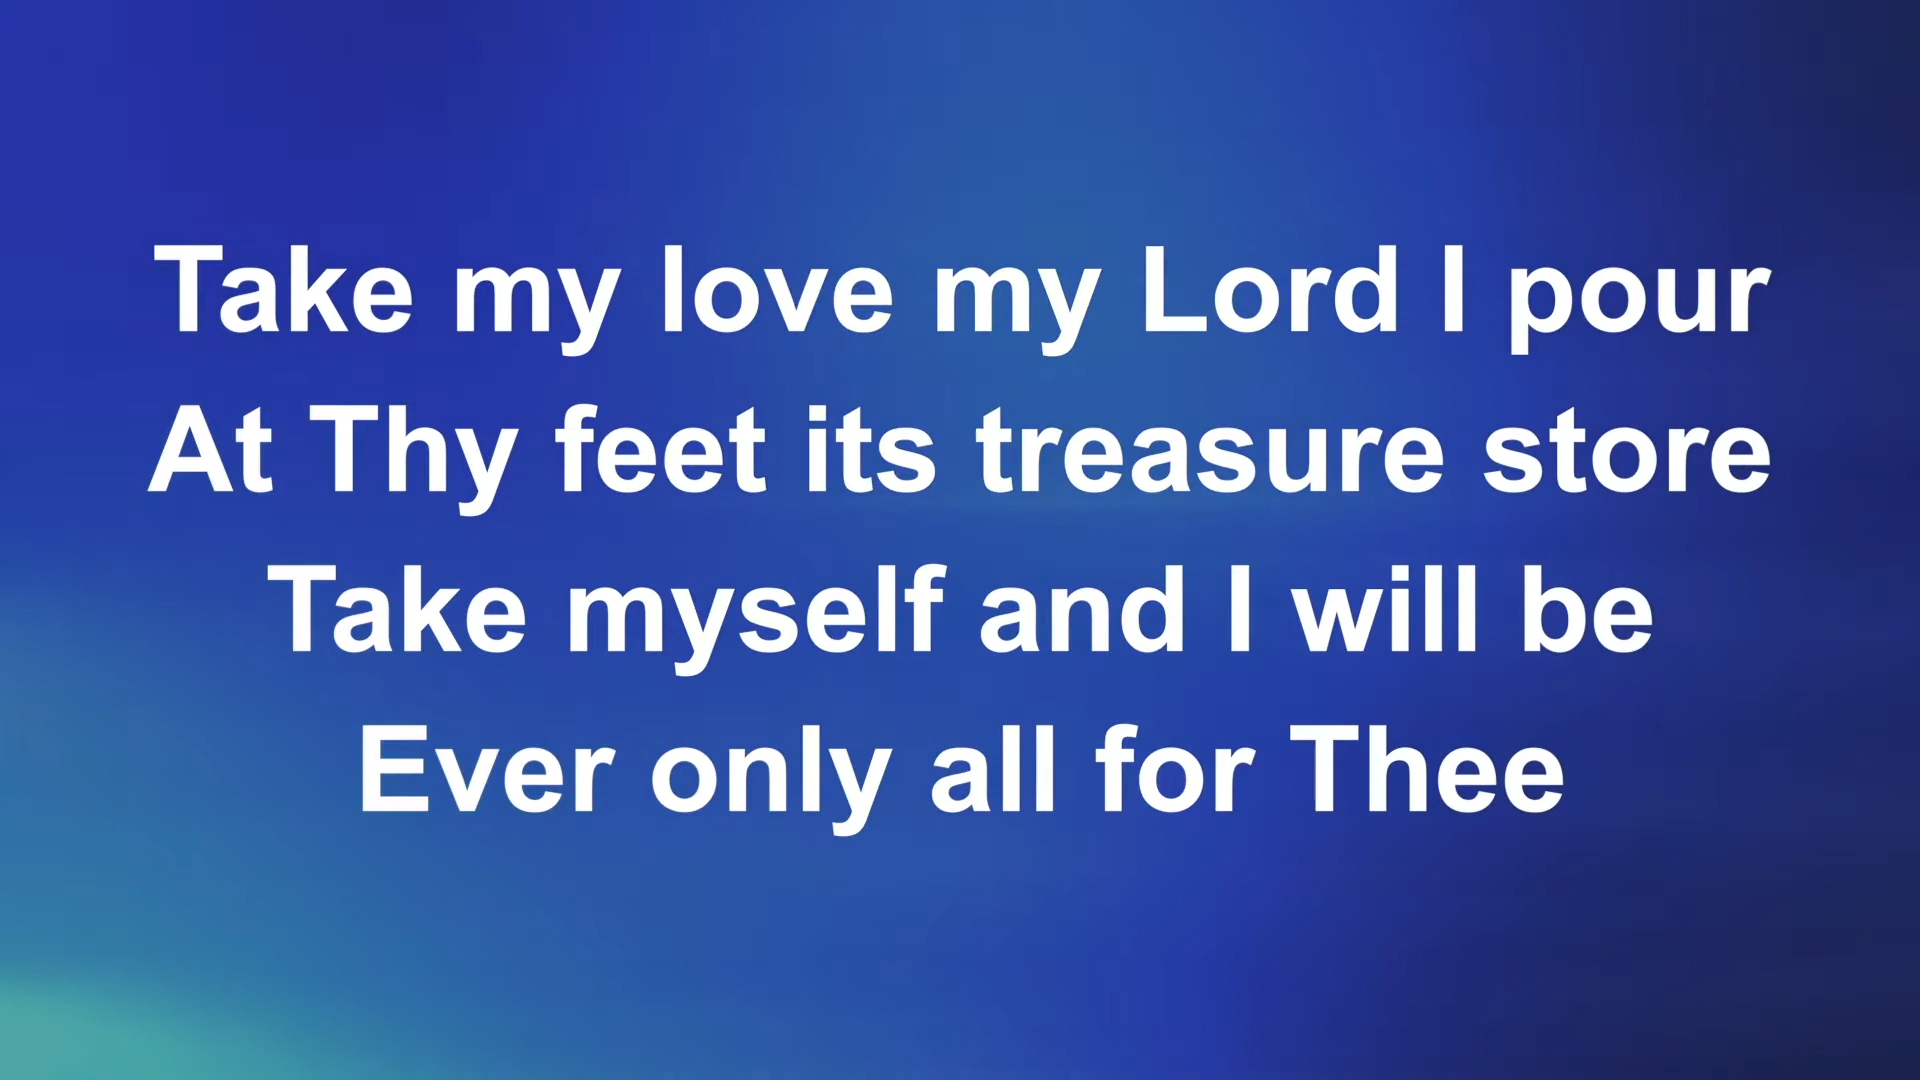 Take my love my Lord I pour
At Thy feet its treasure store
Take myself and I will be
Ever only all for Thee